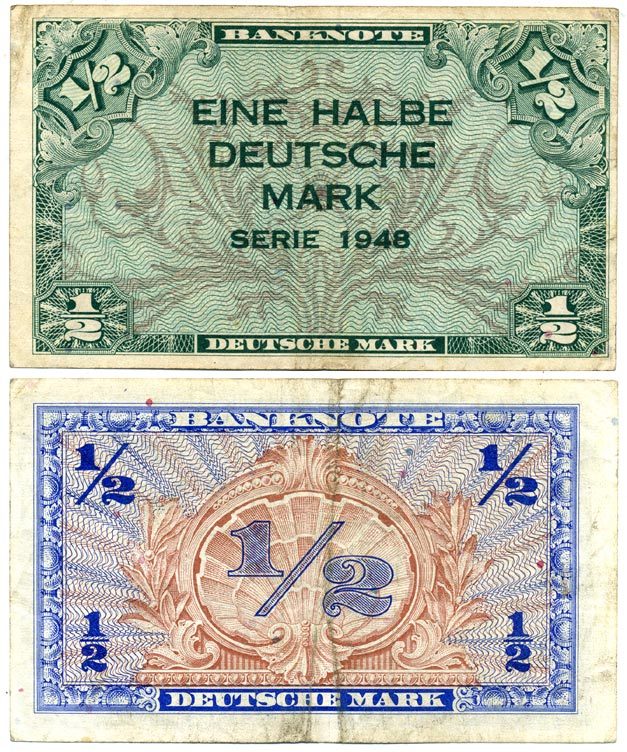 BANKNOTE
1/2 1/2
EINE HALBE
DEUTSCHE
MARK
SERIE 1948
1/2 1/2
DEUTSCHE MARK
BANKNOTE
1/2 1/2
1/2
1/2 1/2
DEUTSCHE MARK